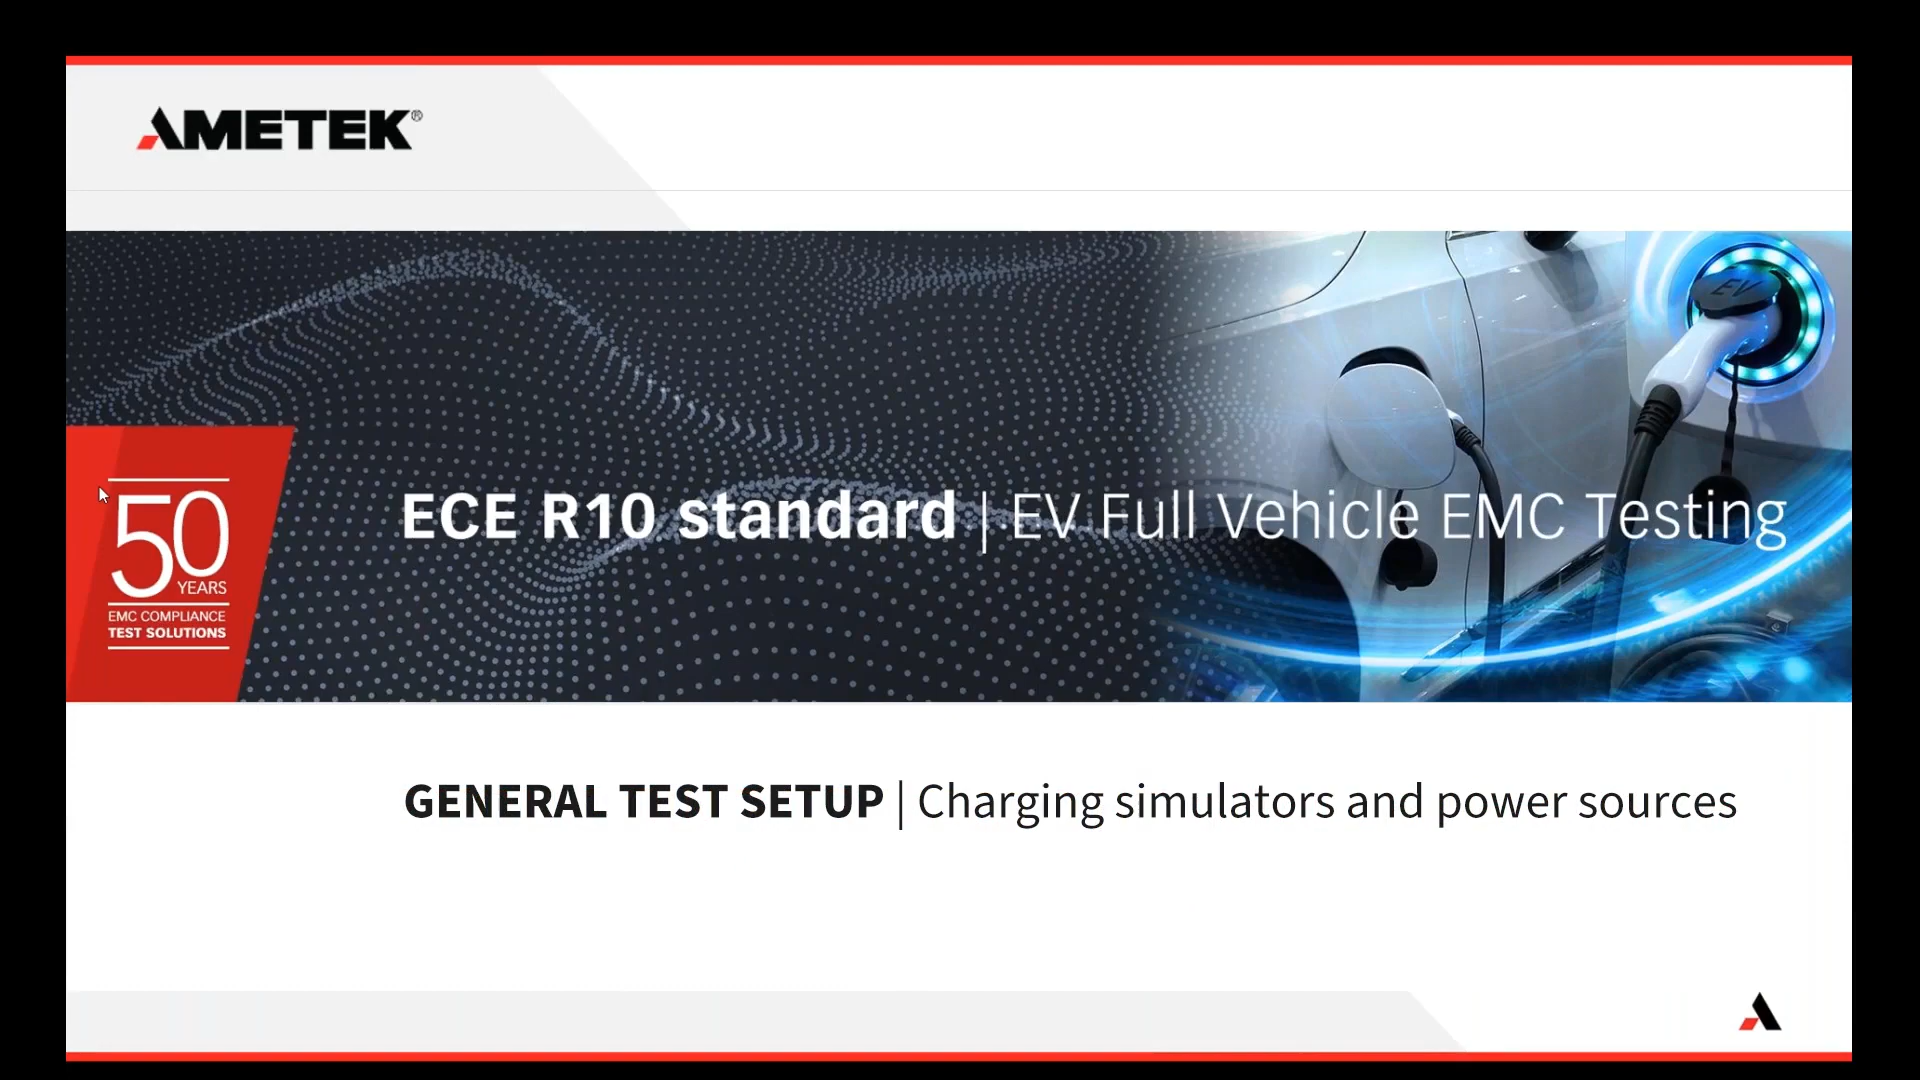 AMETEK®
EV
50
YEARS
EMC COMPLIANCE
TEST SOLUTIONS
ECE R10 standard | EV Full Vehicle EMC Testing
GENERAL TEST SETUP | Charging simulators and power sources